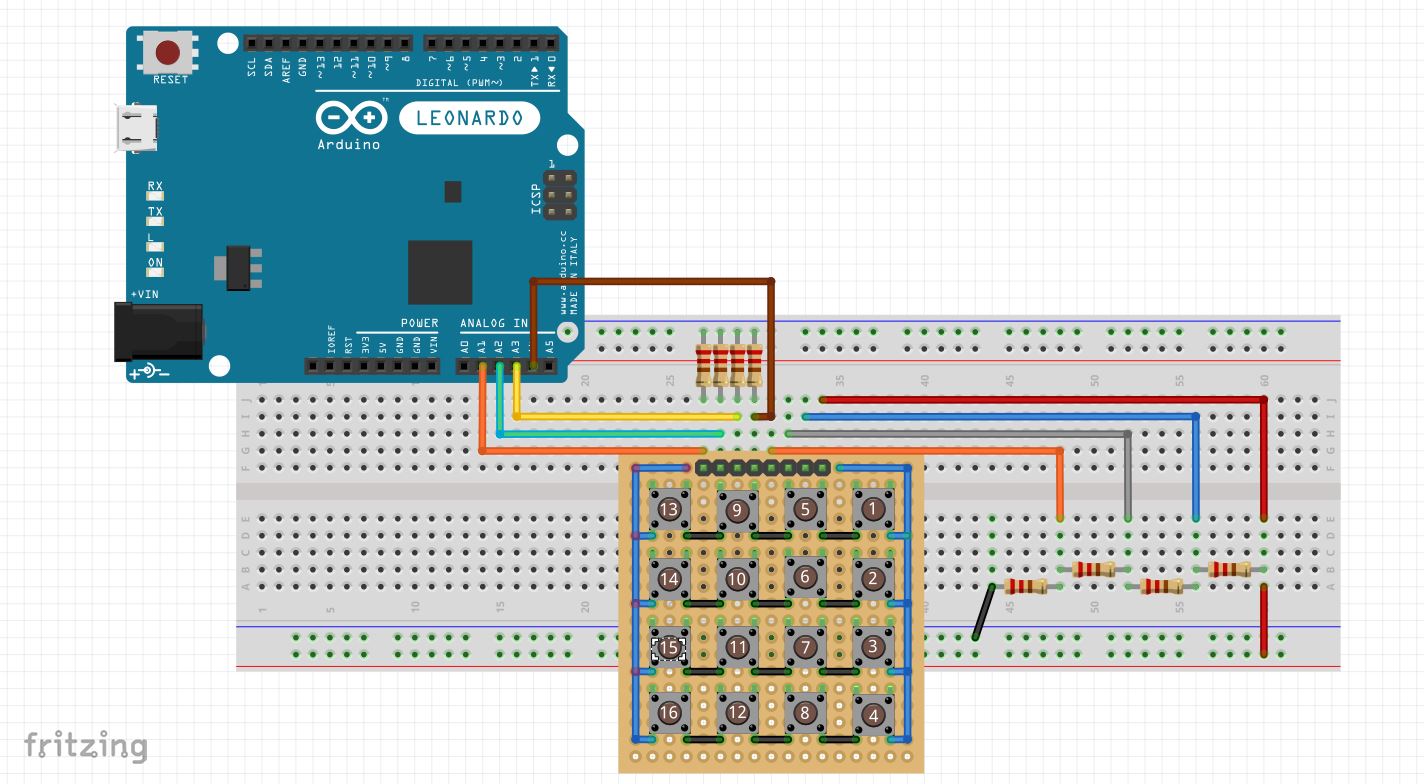 RESET
SCL SDA AREF GND ~13 12 ~11 ~10 ~9 8 7 ~6 ~5 4 ~3 2 TX▶1 RX◀0
DIGITAL (PWM~)
TM
LEONARDO
Arduino
1
ICSP
RX
TX
L
ON
www.arduino.cc
MADE IN ITALY
+VIN
POWER ANALOG IN
IOREF RST 3V3 5V GND GND VIN A0 A1 A2 A3 A5
20 25 35 45 50 55 60
J J
I I
H H
G G
F F
13 9 5 1
E E
D D
C C
14 10 6 2
B B
A A
1 5 15 20 40 45 50 55 60
15 11 7 3
16 12 8 4
fritzing